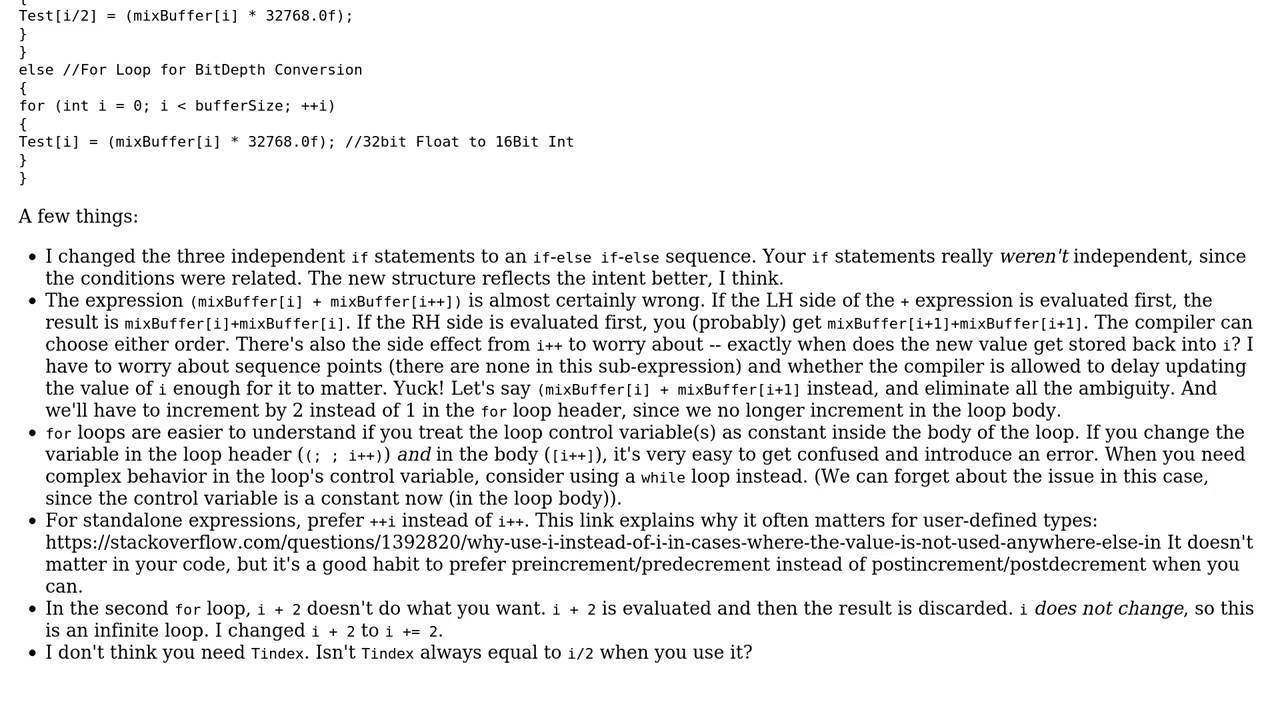 {
Test[i/2] = (mixBuffer[i] * 32768.0f);
}
}
else //For Loop for BitDepth Conversion
{
for (int i = 0; i < bufferSize; ++i)
{
Test[i] = (mixBuffer[i] * 32768.0f); //32bit Float to 16Bit Int
}
}
A few things:
• I changed the three independent if statements to an if-else if-else sequence. Your if statements really weren't independent, since
the conditions were related. The new structure reflects the intent better, I think.
• The expression (mixBuffer[i] + mixBuffer[i++]) is almost certainly wrong. If the LH side of the + expression is evaluated first, the
result is mixBuffer[i]+mixBuffer[i]. If the RH side is evaluated first, you (probably) get mixBuffer[i+1]+mixBuffer[i+1]. The compiler can
choose either order. There's also the side effect from i++ to worry about -- exactly when does the new value get stored back into i? I
have to worry about sequence points (there are none in this sub-expression) and whether the compiler is allowed to delay updating
the value of i enough for it to matter. Yuck! Let's say (mixBuffer[i] + mixBuffer[i+1] instead, and eliminate all the ambiguity. And
we'll have to increment by 2 instead of 1 in the for loop header, since we no longer increment in the loop body.
• for loops are easier to understand if you treat the loop control variable(s) as constant inside the body of the loop. If you change the
variable in the loop header ((; ; i++)) and in the body ([i++]), it's very easy to get confused and introduce an error. When you need
complex behavior in the loop's control variable, consider using a while loop instead. (We can forget about the issue in this case,
since the control variable is a constant now (in the loop body)).
• For standalone expressions, prefer ++i instead of i++. This link explains why it often matters for user-defined types:
https://stackoverflow.com/questions/1392820/why-use-i-instead-of-i-in-cases-where-the-value-is-not-used-anywhere-else-in It doesn't
matter in your code, but it's a good habit to prefer preincrement/predecrement instead of postincrement/postdecrement when you
can.
• In the second for loop, i + 2 doesn't do what you want. i + 2 is evaluated and then the result is discarded. i does not change, so this
is an infinite loop. I changed i + 2 to i += 2.
• I don't think you need Tindex. Isn't Tindex always equal to i/2 when you use it?